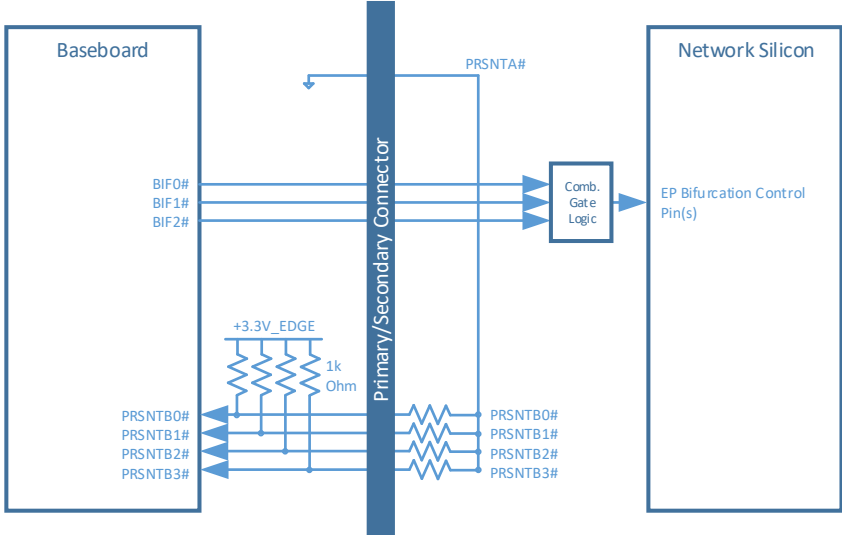 Baseboard
Network Silicon
PRSNTA#
Primary/Secondary Connector
BIF0#
BIF1#
BIF2#
Comb.
Gate
Logic
EP Bifurcation Control
Pin(s)
+3.3V_EDGE
1k
Ohm
PRSNTB0#
PRSNTB1#
PRSNTB2#
PRSNTB3#
PRSNTB0#
PRSNTB1#
PRSNTB2#
PRSNTB3#